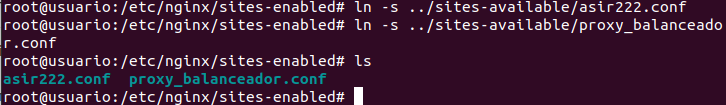 root@usuario:/etc/nginx/sites-enabled# ln -s ../sites-available/asir222.conf
root@usuario:/etc/nginx/sites-enabled# ln -s ../sites-available/proxy_balanceado
r.conf
root@usuario:/etc/nginx/sites-enabled# ls
asir222.conf  proxy_balanceador.conf
root@usuario:/etc/nginx/sites-enabled#